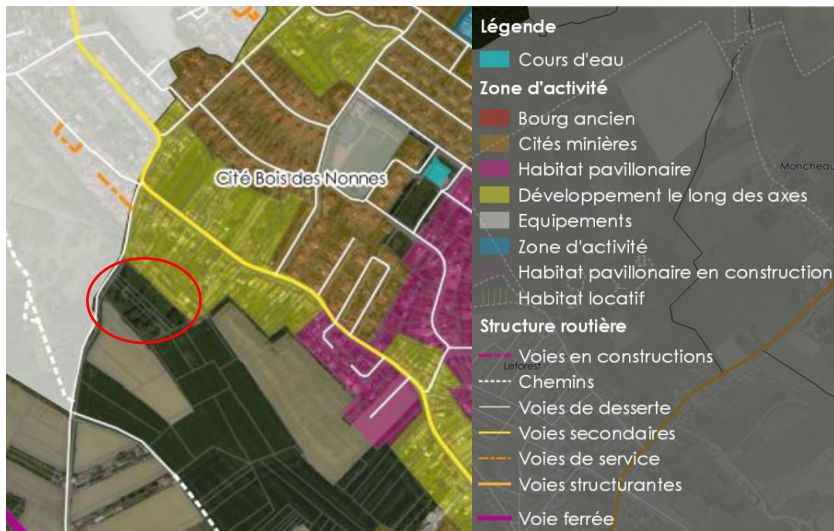 Cité Bois des Nonnes
Légende
Cours d'eau
Zone d'activité
Bourg ancien
Cités minières
Habitat pavillonaire
Développement le long des axes
Equipements
Zone d'activité
Habitat pavillonaire en construction
Habitat locatif
Structure routière
Voies en constructions
Chemins
Voies de desserte
Voies secondaires
Voies de service
Voies structurantes
Voie ferrée
Moncheau
Leforest